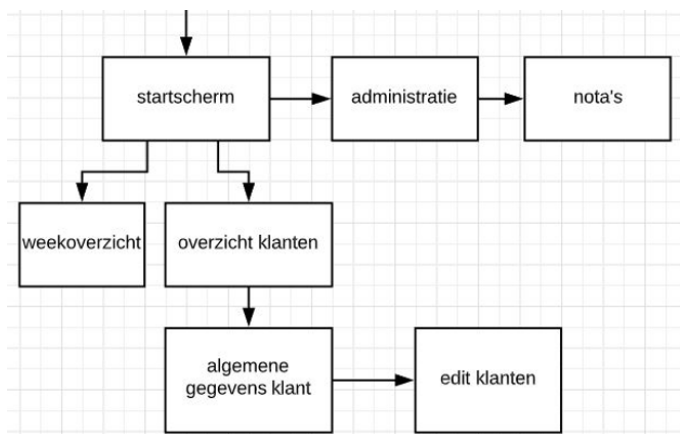 startscherm
administratie
nota's
weekoverzicht
overzicht klanten
algemene
gegevens klant
edit klanten